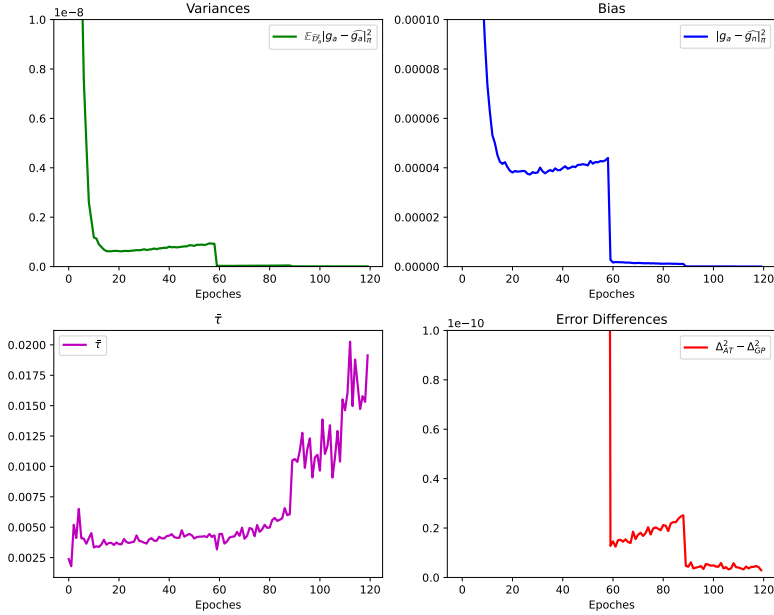 Variances
1e−8
1.0
0.8
0.6
0.4
0.2
0.0
0 20 40 60 80 100 120
Epoches
Bias
|g_a − \widehat{g_n}|²_π
0.00010
0.00008
0.00006
0.00004
0.00002
0.00000
0 20 40 60 80 100 120
Epoches
τ̄
τ̄
0.0200
0.0175
0.0150
0.0125
0.0100
0.0075
0.0050
0.0025
0 20 40 60 80 100 120
Epoches
Error Differences
1e−10
Δ²_AT − Δ²_GP
1.0
0.8
0.6
0.4
0.2
0.0
0 20 40 60 80 100 120
Epoches